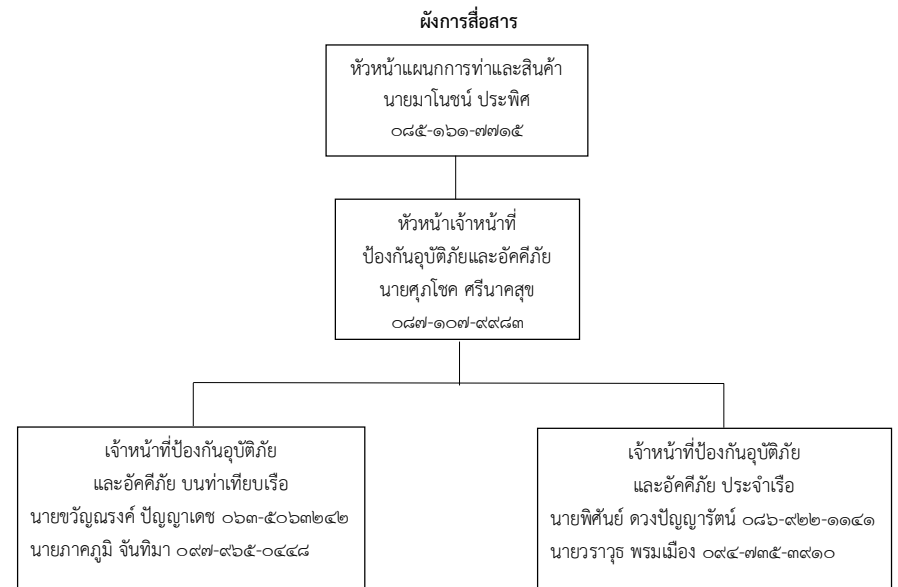 ผังการสื่อสาร
หัวหน้าแผนกการท่าและสินค้า
นายมาโนชน์ ประพิศ
๐๘๕-๑๖๑-๗๗๑๕
หัวหน้าเจ้าหน้าที่
ป้องกันอุบัติภัยและอัคคีภัย
นายศุภโชค ศรีนาคสุข
๐๘๗-๑๐๗-๙๙๘๓
เจ้าหน้าที่ป้องกันอุบัติภัย
และอัคคีภัย บนท่าเทียบเรือ
นายขวัญณรงค์ ปัญญาเดช ๐๖๓-๕๐๖๓๒๔๒
นายภาคภูมิ จันทิมา ๐๙๗-๙๖๕-๐๔๔๘
เจ้าหน้าที่ป้องกันอุบัติภัย
และอัคคีภัย ประจำเรือ
นายพิศันย์ ดวงปัญญารัตน์ ๐๘๖-๙๒๒-๑๑๔๑
นายวราวุธ พรมเมือง ๐๙๔-๗๓๕-๓๙๑๐